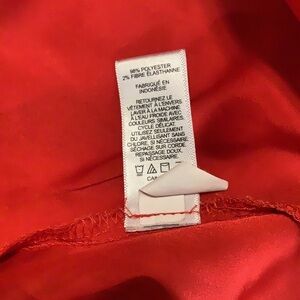 98% POLYESTER
2% FIBRE ÉLASTHANNE
FABRIQUÉ EN
INDONÉSIE
RETOURNEZ LE
VÊTEMENT À L'ENVERS
LAVER À LA MACHINE
À L'EAU FROIDE AVEC
COULEURS SIMILAIRES.
CYCLE DÉLICAT.
UTILISEZ SEULEMENT
DU JAVELLISANT SANS
CHLORE, SI NÉCESSAIRE.
SÉCHAGE SUR CORDE.
REPASSAGE DOUX,
SI NÉCESSAIRE.